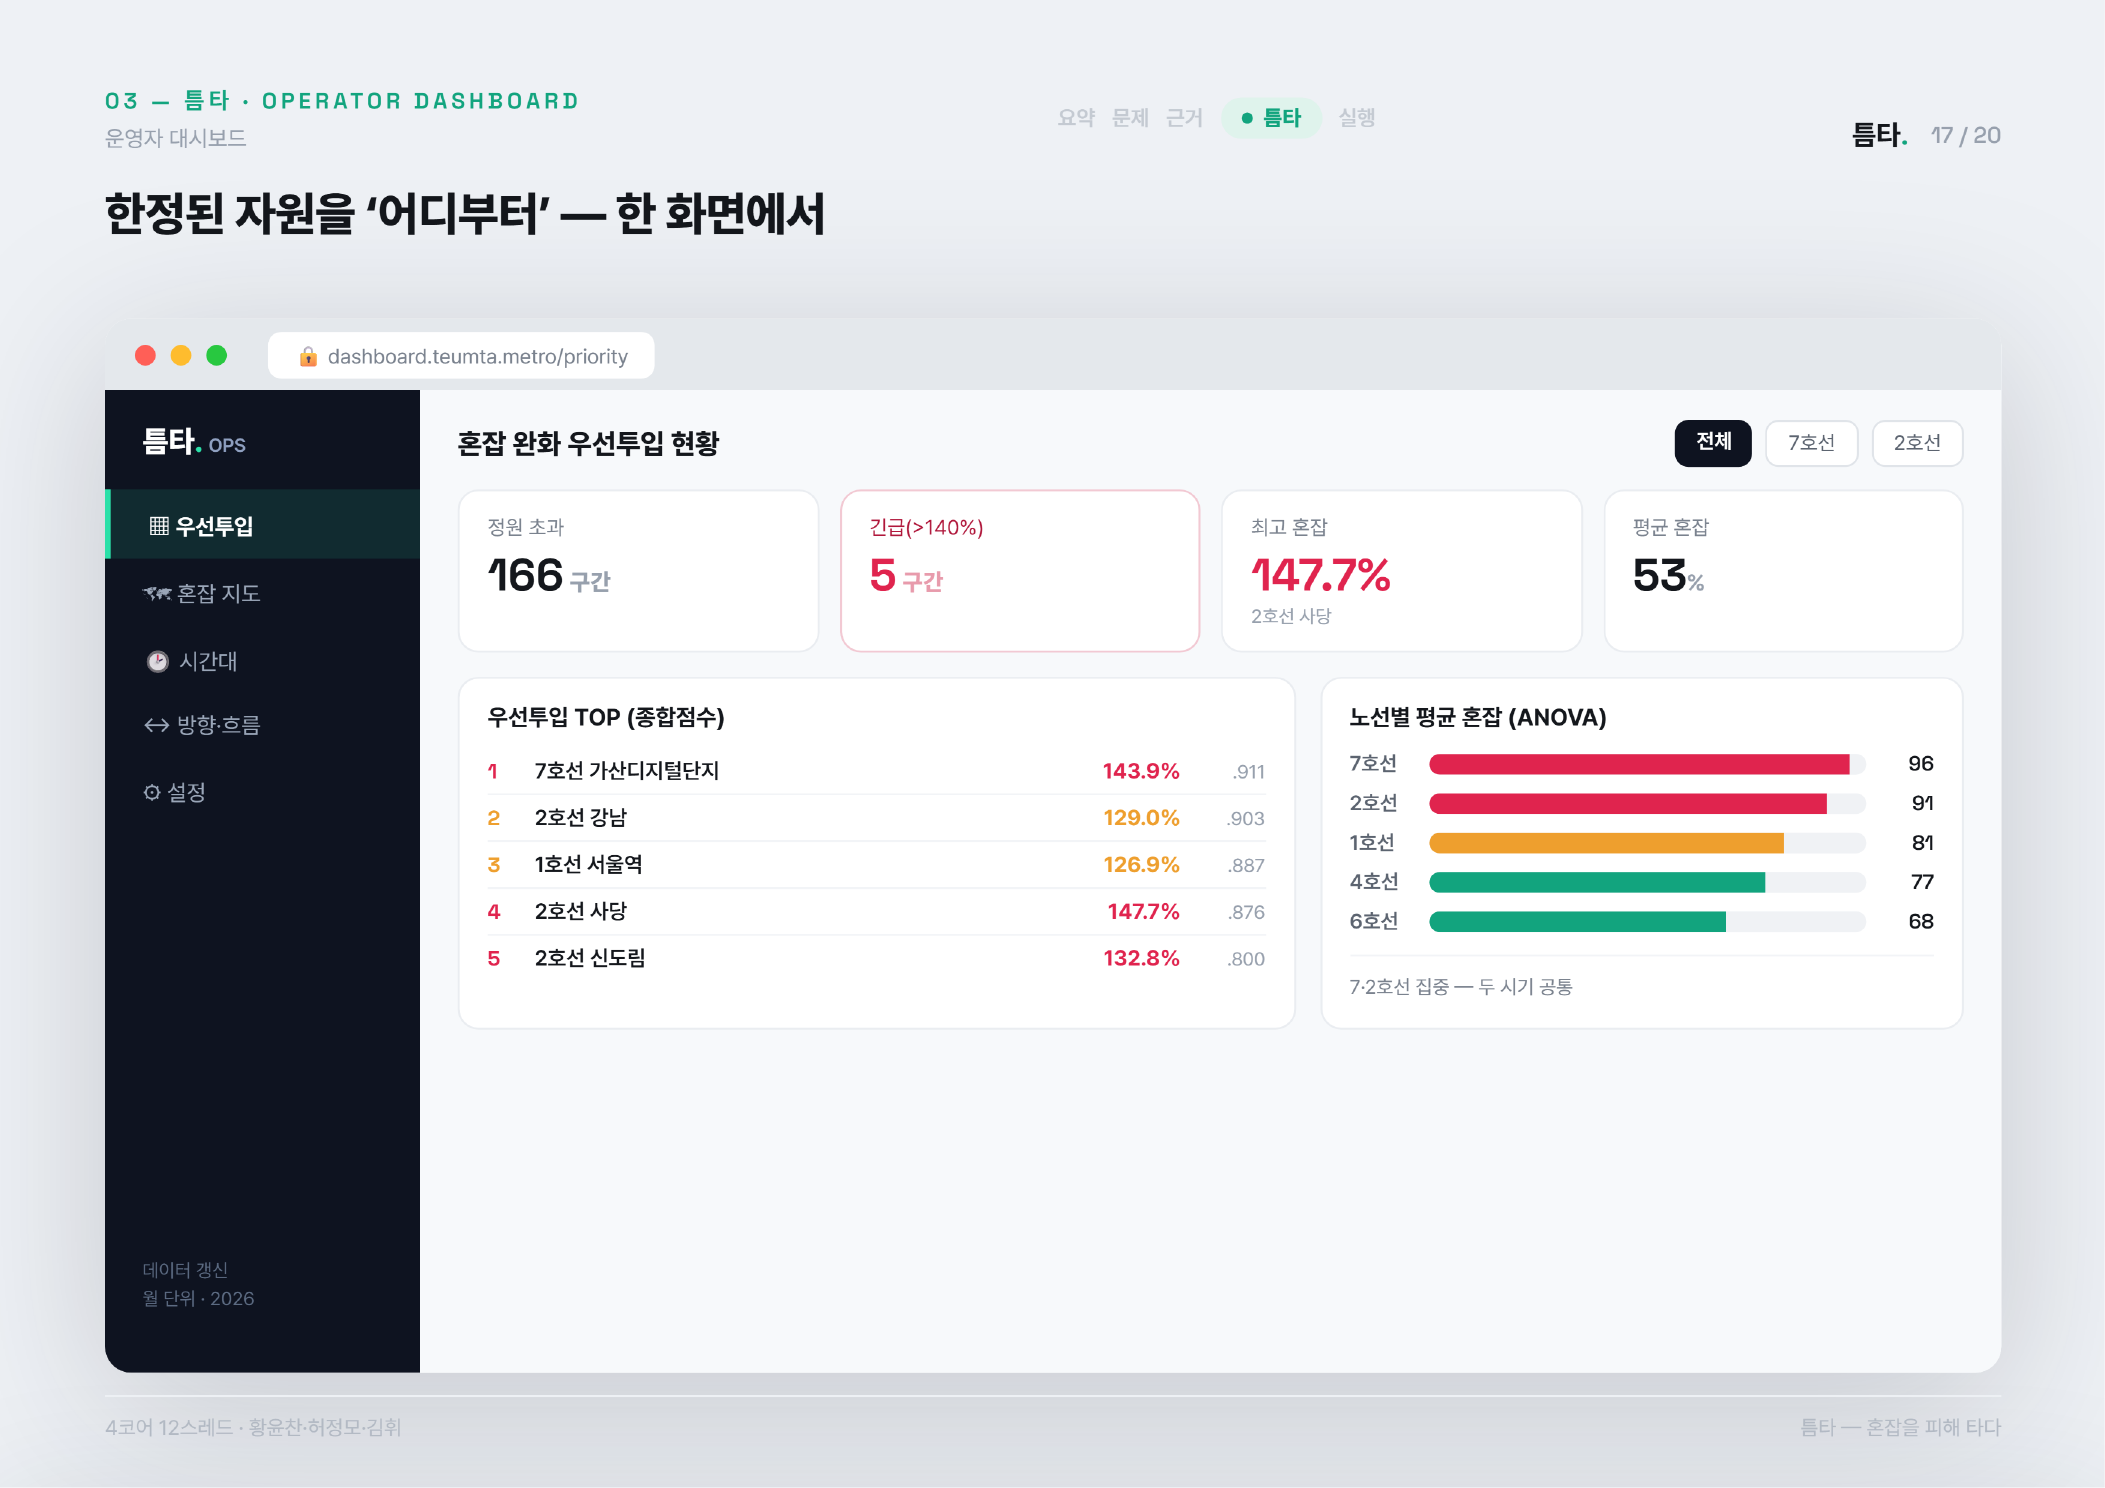 03 — 틈타 · OPERATOR DASHBOARD
운영자 대시보드
요약 문제 근거 틈타 실행
틈타. 17 / 20
한정된 자원을 ‘어디부터’ — 한 화면에서
dashboard.teumta.metro/priority
틈타. OPS
우선투입
혼잡 지도
시간대
↔ 방향·흐름
설정
데이터 갱신
월 단위 · 2026
혼잡 완화 우선투입 현황
전체 7호선 2호선
정원 초과
166 구간
긴급(>140%)
5 구간
최고 혼잡
147.7%
2호선 사당
평균 혼잡
53%
우선투입 TOP (종합점수)
1 7호선 가산디지털단지 143.9% .911
2 2호선 강남 129.0% .903
3 1호선 서울역 126.9% .887
4 2호선 사당 147.7% .876
5 2호선 신도림 132.8% .800
노선별 평균 혼잡 (ANOVA)
7호선 96
2호선 91
1호선 81
4호선 77
6호선 68
7·2호선 집중 — 두 시기 공통
4코어 12스레드 · 황윤찬·허정모·김휘
틈타 — 혼잡을 피해 타다